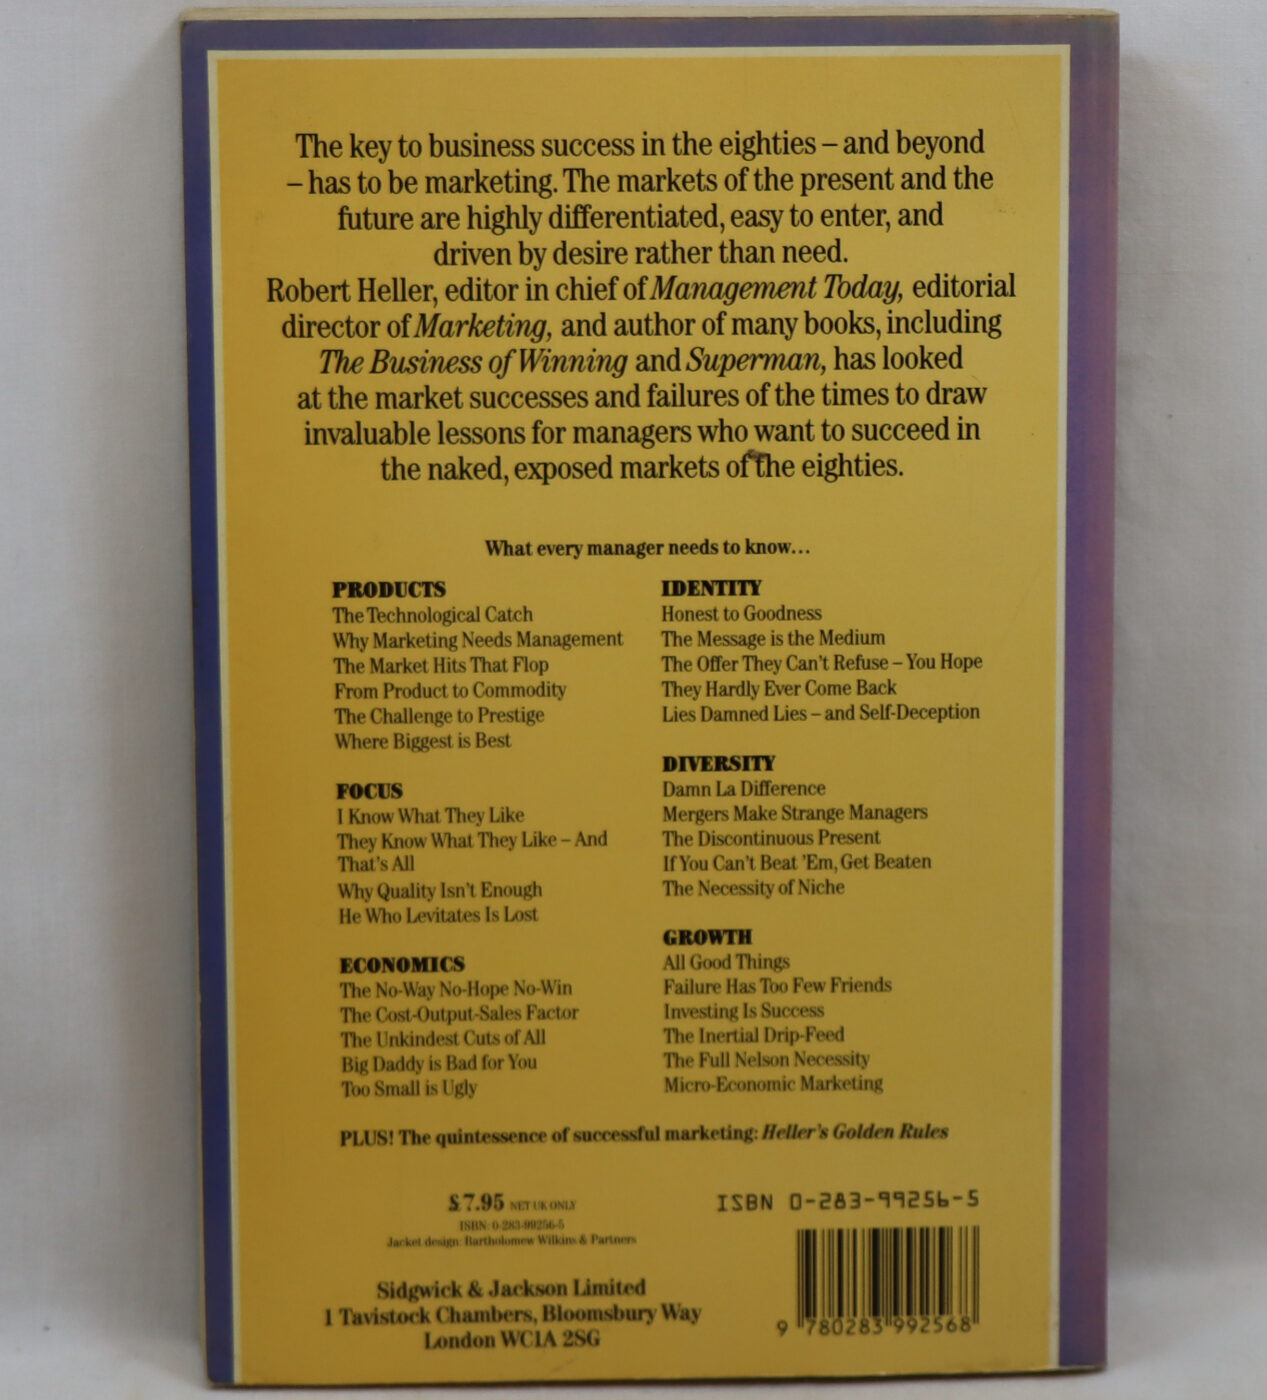 The key to business success in the eighties – and beyond
– has to be marketing. The markets of the present and the
future are highly differentiated, easy to enter, and
driven by desire rather than need.
Robert Heller, editor in chief of Management Today, editorial
director of Marketing, and author of many books, including
The Business of Winning and Superman, has looked
at the market successes and failures of the times to draw
invaluable lessons for managers who want to succeed in
the naked, exposed markets of the eighties.
What every manager needs to know...
PRODUCTS
The Technological Catch
Why Marketing Needs Management
The Market Hits That Flop
From Product to Commodity
The Challenge to Prestige
Where Biggest is Best
FOCUS
I Know What They Like
They Know What They Like – And
That's All
Why Quality Isn't Enough
He Who Levitates Is Lost
ECONOMICS
The No-Way No-Hope No-Win
The Cost-Output-Sales Factor
The Unkindest Cuts of All
Big Daddy is Bad for You
Too Small is Ugly
IDENTITY
Honest to Goodness
The Message is the Medium
The Offer They Can't Refuse – You Hope
They Hardly Ever Come Back
Lies Damned Lies – and Self-Deception
DIVERSITY
Damn La Difference
Mergers Make Strange Managers
The Discontinuous Present
If You Can't Beat 'Em, Get Beaten
The Necessity of Niche
GROWTH
All Good Things
Failure Has Too Few Friends
Investing Is Success
The Inertial Drip-Feed
The Full Nelson Necessity
Micro-Economic Marketing
PLUS! The quintessence of successful marketing: Heller's Golden Rules
£7.95 NET UK ONLY
ISBN: 0-283-99256-5
Jacket design: Bartholomew Wilkins & Partners
Sidgwick & Jackson Limited
1 Tavistock Chambers, Bloomsbury Way
London WC1A 2SG
ISBN 0-283-99256-5
9 780283 992568